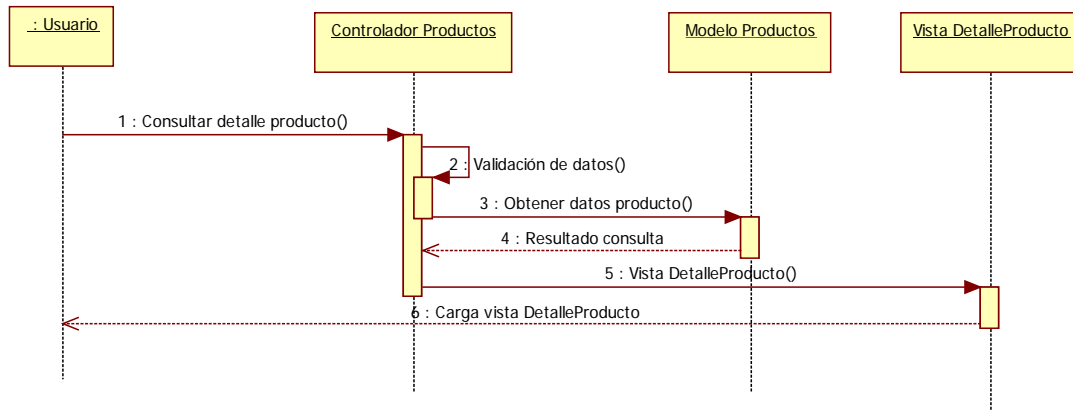 : Usuario
Controlador Productos
Modelo Productos
Vista DetalleProducto
1 : Consultar detalle producto()
2 : Validación de datos()
3 : Obtener datos producto()
4 : Resultado consulta
5 : Vista DetalleProducto()
6 : Carga vista DetalleProducto